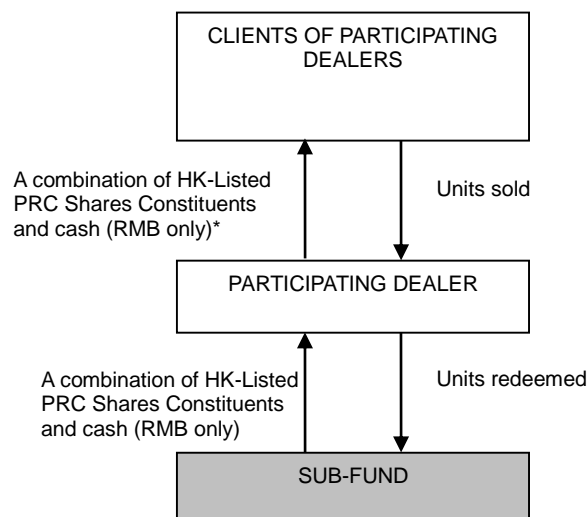 CLIENTS OF PARTICIPATING
DEALERS
A combination of HK-Listed
PRC Shares Constituents
and cash (RMB only)*
Units sold
PARTICIPATING DEALER
A combination of HK-Listed
PRC Shares Constituents
and cash (RMB only)
Units redeemed
SUB-FUND